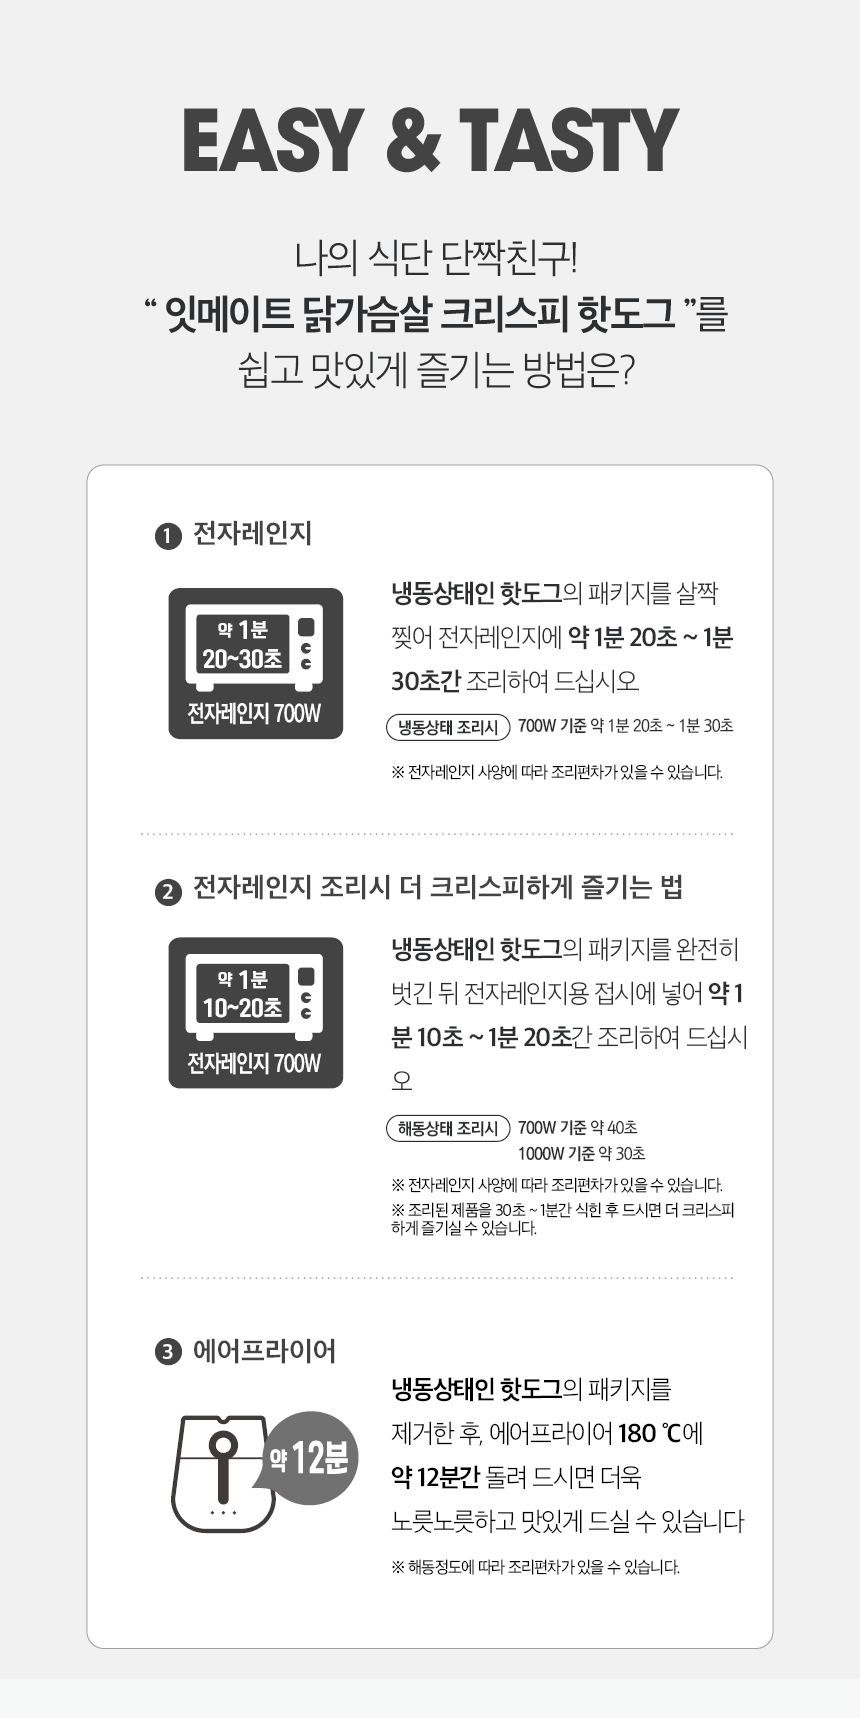 EASY & TASTY
나의 식단 단짝친구!
“ 잇메이트 닭가슴살 크리스피 핫도그 ”를
쉽고 맛있게 즐기는 방법은?
1 전자레인지
약 1분
20~30초
전자레인지 700W
냉동상태인 핫도그의 패키지를 살짝
찢어 전자레인지에 약 1분 20초 ~ 1분
30초간 조리하여 드십시오
냉동상태 조리시 700W 기준 약 1분 20초 ~ 1분 30초
※ 전자레인지 사양에 따라 조리편차가 있을 수 있습니다.
2 전자레인지 조리시 더 크리스피하게 즐기는 법
약 1분
10~20초
전자레인지 700W
냉동상태인 핫도그의 패키지를 완전히
벗긴 뒤 전자레인지용 접시에 넣어 약 1
분 10초 ~ 1분 20초간 조리하여 드십시
오
해동상태 조리시 700W 기준 약 40초
1000W 기준 약 30초
※ 전자레인지 사양에 따라 조리편차가 있을 수 있습니다.
※ 조리된 제품을 30초 ~ 1분간 식힌 후 드시면 더 크리스피
하게 즐기실 수 있습니다.
3 에어프라이어
약 12분
냉동상태인 핫도그의 패키지를
제거한 후, 에어프라이어 180 ℃에
약 12분간 돌려 드시면 더욱
노릇노릇하고 맛있게 드실 수 있습니다
※ 해동정도에 따라 조리편차가 있을 수 있습니다.